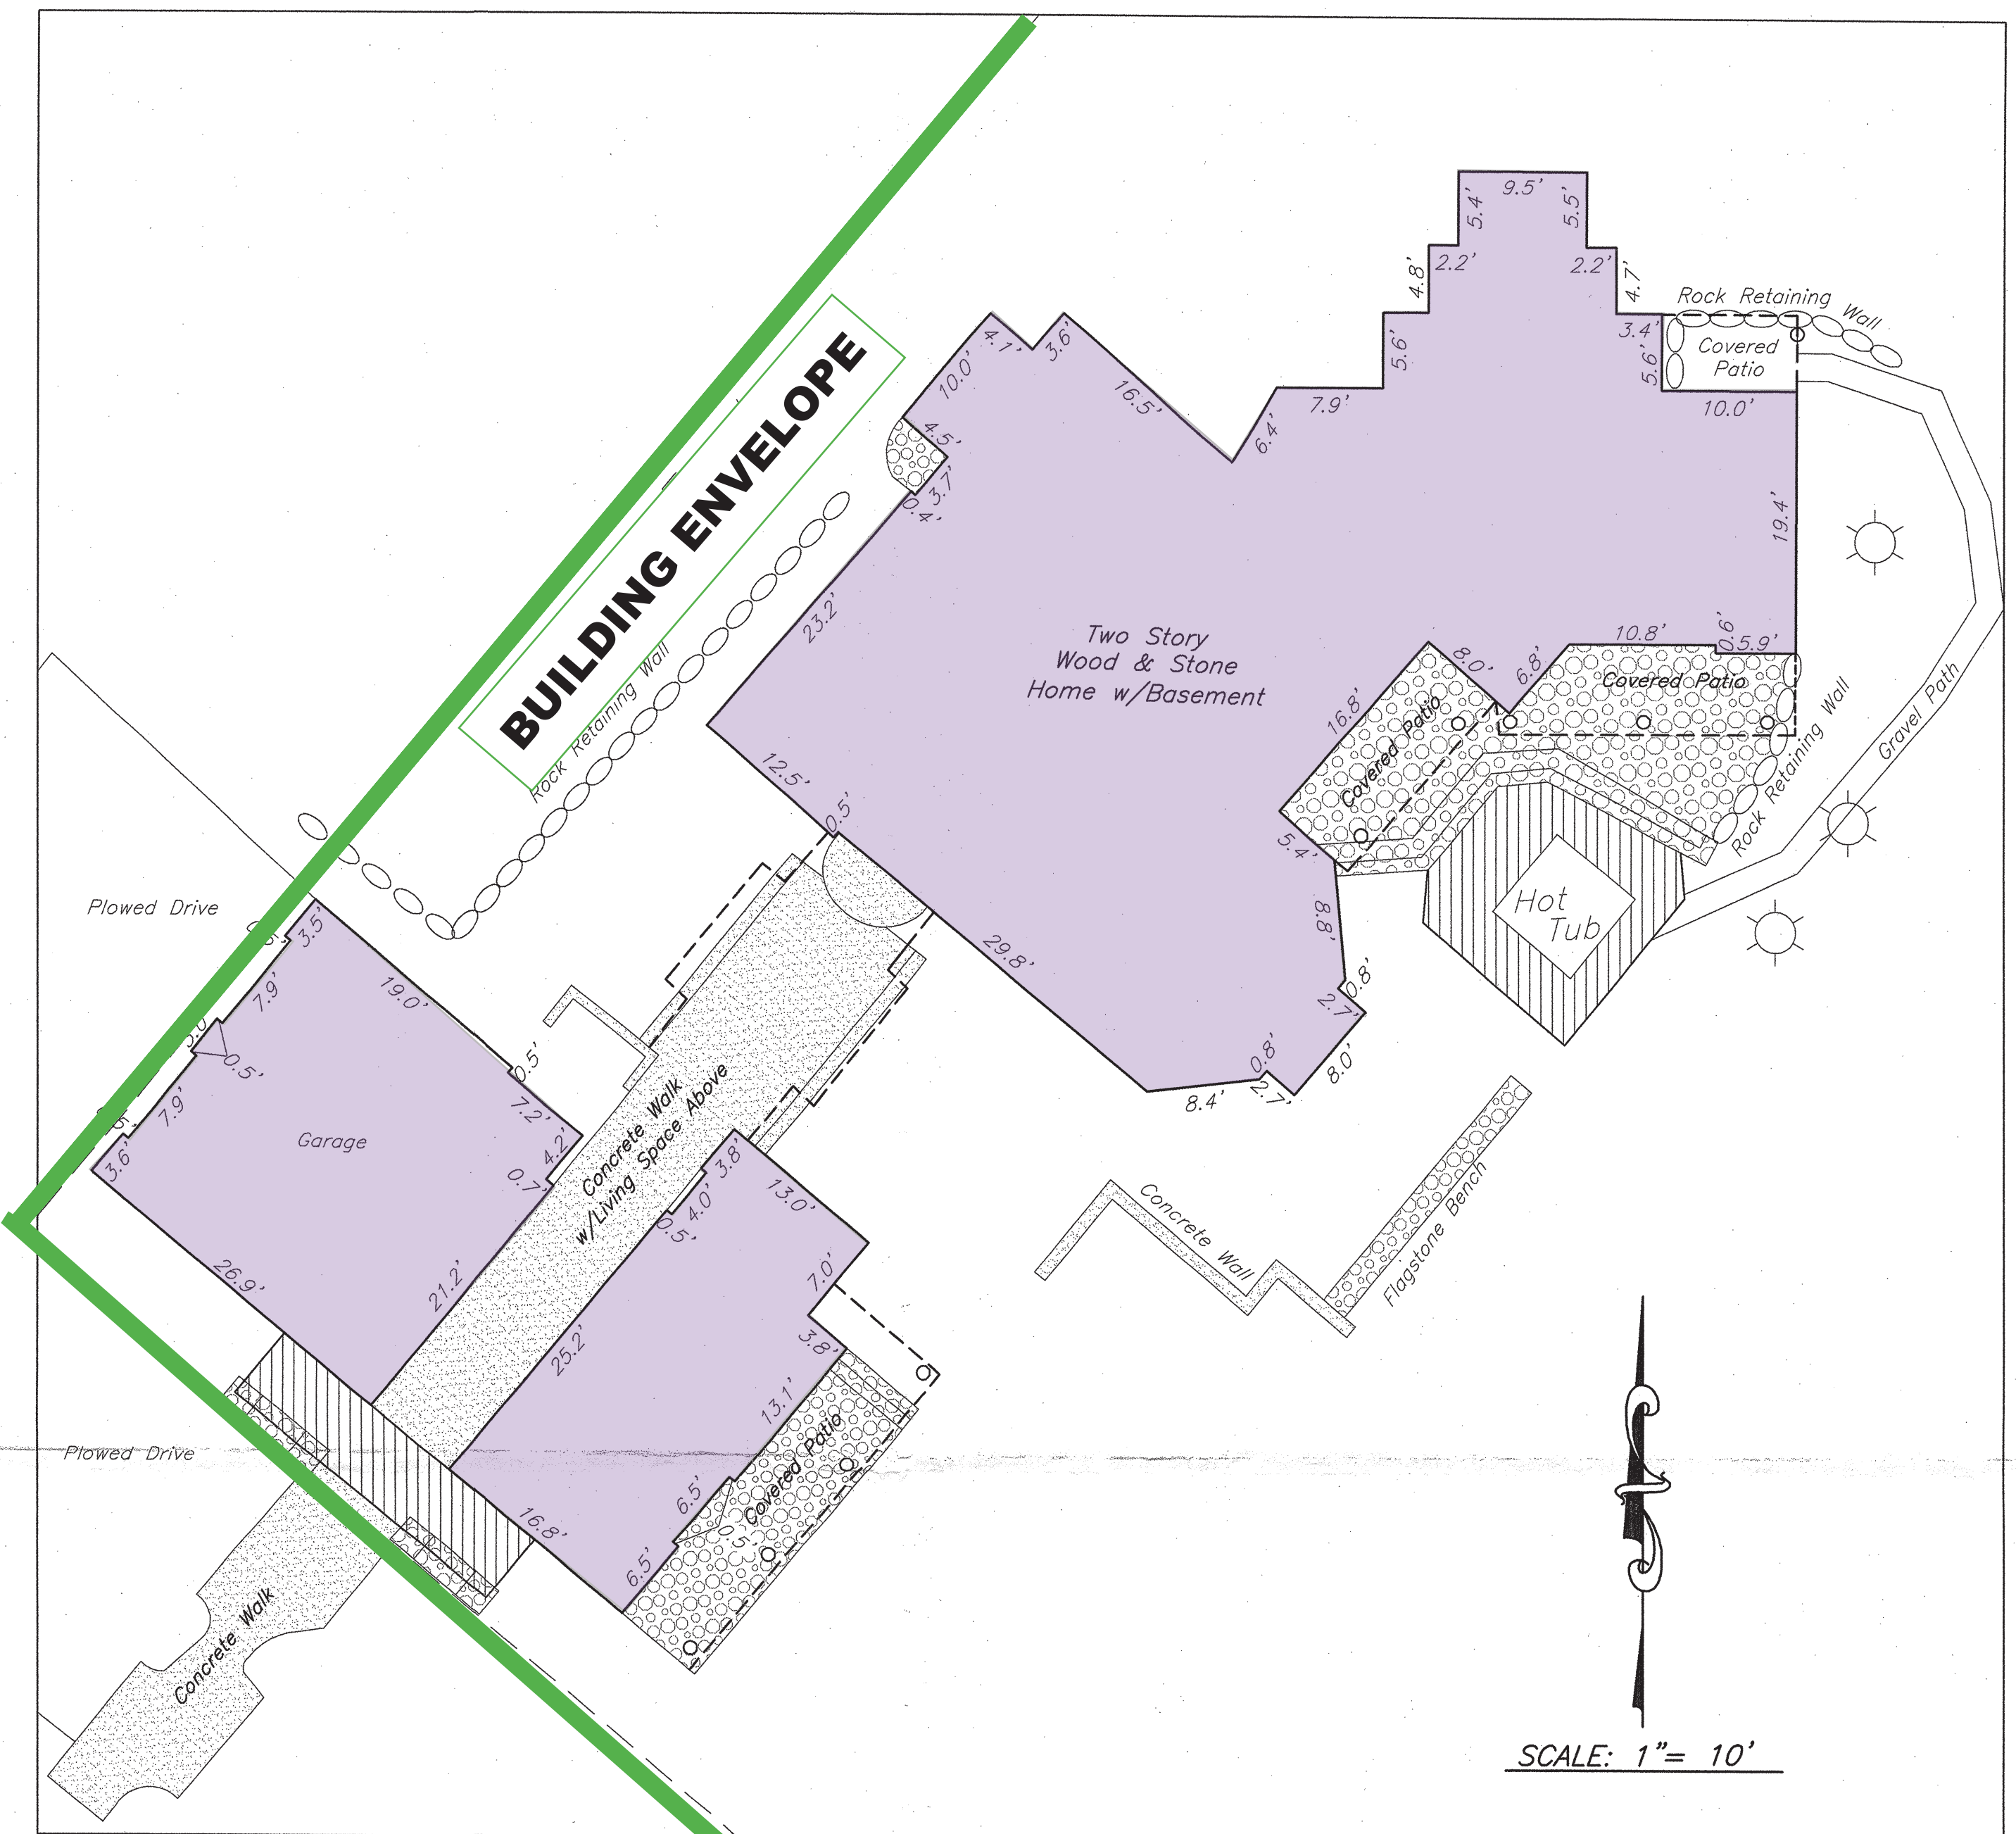 9.5'
5.4'
5.5'
2.2'
2.2'
4.8'
4.7'
Rock Retaining Wall
3.4'
5.6'
5.6'
Covered
Patio
10.0'
4.1'
3.6'
10.0'
16.5'
6.4'
7.9'
4.5'
3.7'
0.4'
BUILDING ENVELOPE
Rock Retaining Wall
23.2'
19.4'
Two Story
Wood & Stone
Home w/Basement
10.8'
0.6'
5.9'
8.0'
6.8'
16.8'
Covered Patio
Covered Patio
Rock Retaining Wall
Gravel Path
12.5'
0.5'
5.4'
Hot
Tub
8.8'
0.8'
2.7'
8.0'
0.8'
2.7'
8.4'
29.8'
Plowed Drive
3.5'
7.9'
19.0'
0.5'
0.5'
7.9'
7.2'
4.2'
0.7'
Garage
3.6'
26.9'
21.2'
Concrete Walk
w/Living Space Above
3.8'
4.0'
0.5'
13.0'
7.0'
3.8'
25.2'
13.1'
Covered Patio
6.5'
0.5'
6.5'
16.8'
Concrete Wall
Flagstone Bench
Plowed Drive
Concrete Walk
SCALE: 1"= 10'